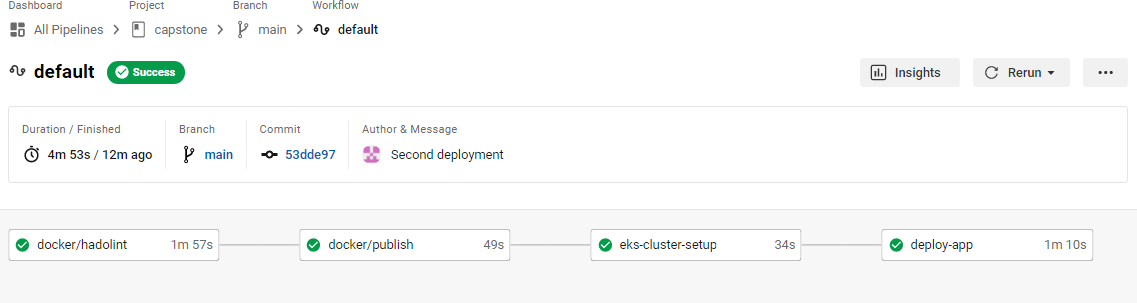 Dashboard Project Branch Workflow
All Pipelines capstone main default
default Success Insights Rerun
Duration / Finished Branch Commit Author & Message
4m 53s / 12m ago main 53dde97 Second deployment
docker/hadolint 1m 57s docker/publish 49s eks-cluster-setup 34s deploy-app 1m 10s